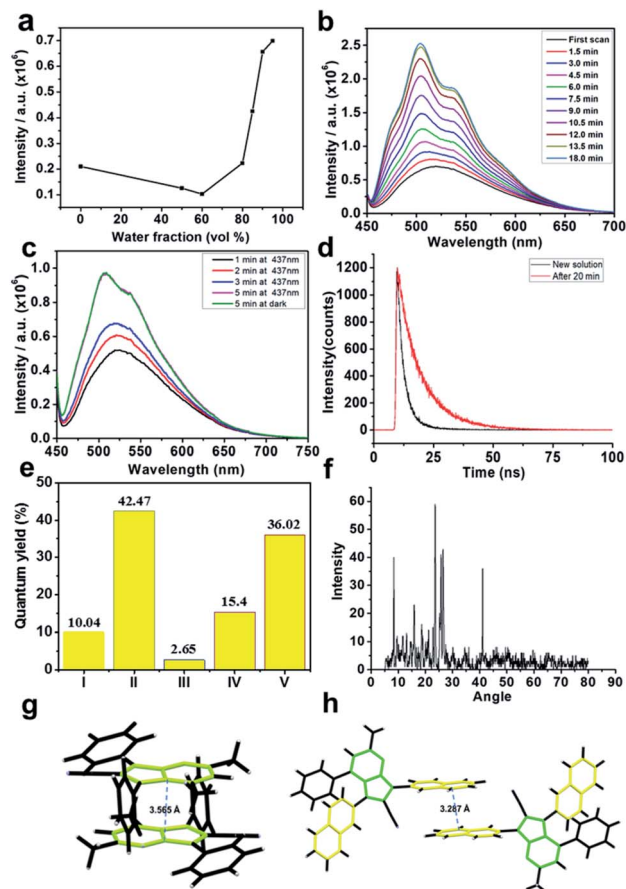 a
Intensity / a.u. (x10⁶)
0.7
0.6
0.5
0.4
0.3
0.2
0.1
0 20 40 60 80 100
Water fraction (vol %)
b
Intensity / a.u. (x10⁶)
2.5
2.0
1.5
1.0
0.5
0.0
450 500 550 600 650 700
Wavelength (nm)
First scan
1.5 min
3.0 min
4.5 min
6.0 min
7.5 min
9.0 min
10.5 min
12.0 min
13.5 min
18.0 min
c
Intensity / a.u. (x10⁶)
1.0
0.8
0.6
0.4
0.2
0.0
450 500 550 600 650 700 750
Wavelength (nm)
1 min at 437nm
2 min at 437nm
3 min at 437nm
5 min at 437nm
5 min at dark
d
Intensity(counts)
1200
1000
800
600
400
200
0
0 25 50 75 100
Time (ns)
New solution
After 20 min
e
Quantum yield (%)
50
40
30
20
10
0
10.04
42.47
2.65
15.4
36.02
I II III IV V
f
Intensity
60
50
40
30
20
10
0
0 10 20 30 40 50 60 70 80 90
Angle
g
3.565 Å
h
3.287 Å